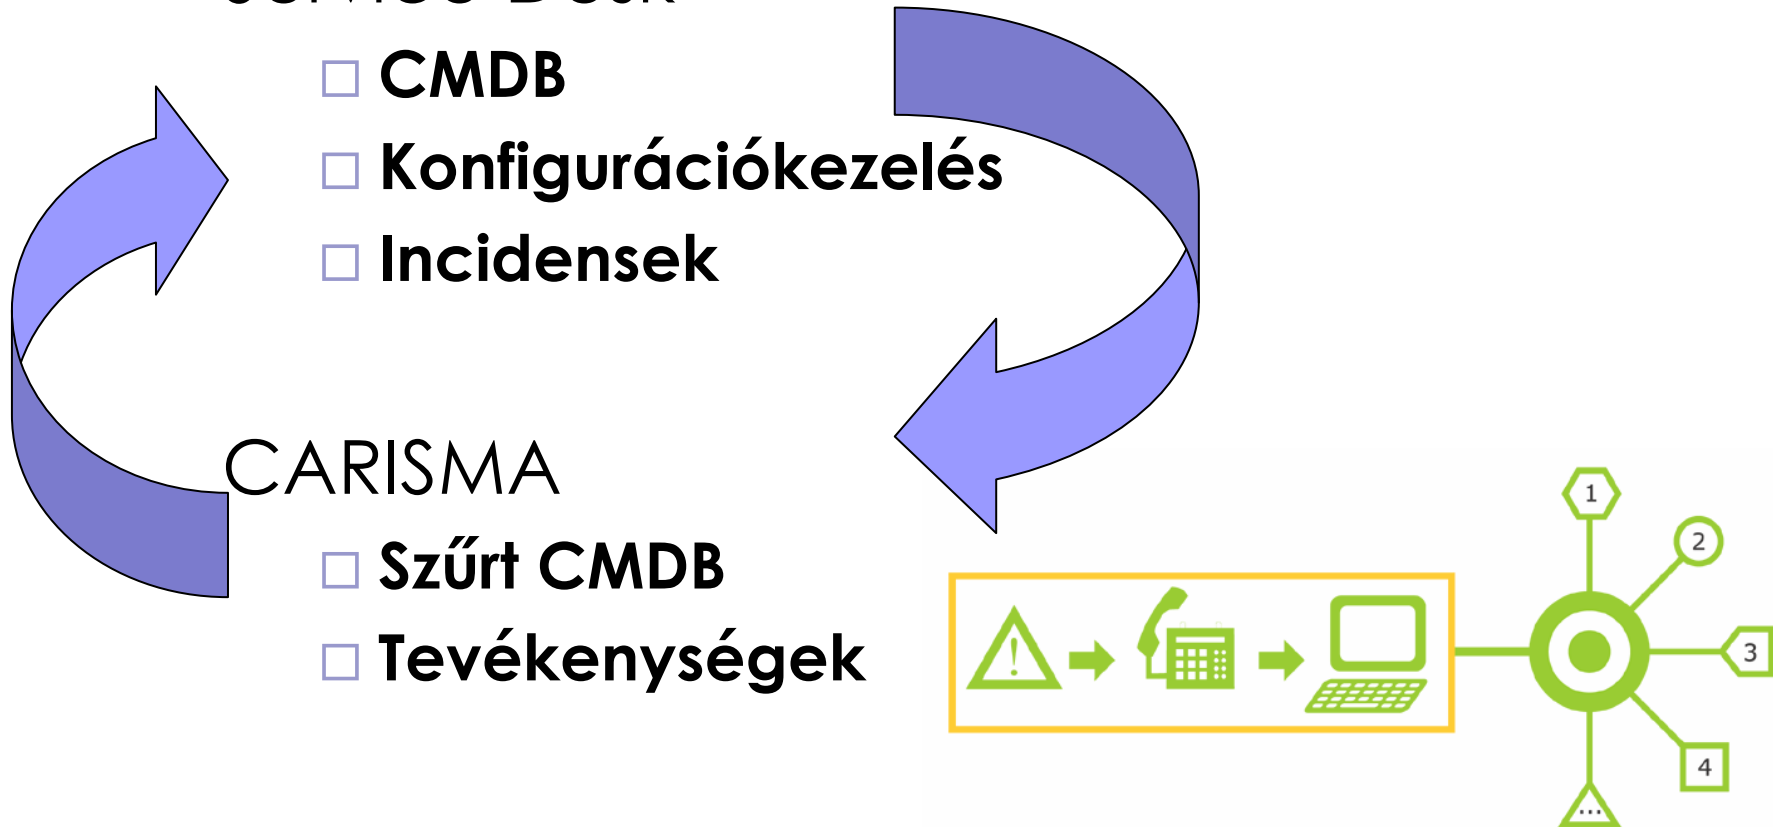 CMDB
Konfigurációkezelés
Incidensek
CARISMA
Szűrt CMDB
Tevékenységek
1
2
3
4
...